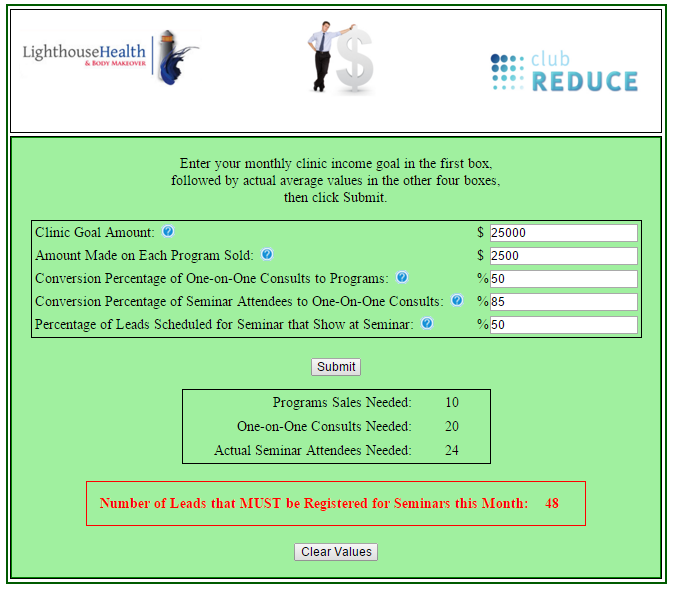 LighthouseHealth
& BODY MAKEOVER
$
club
REDUCE
Enter your monthly clinic income goal in the first box,
followed by actual average values in the other four boxes,
then click Submit.
Clinic Goal Amount: ? $ 25000
Amount Made on Each Program Sold: ? $ 2500
Conversion Percentage of One-on-One Consults to Programs: ? % 50
Conversion Percentage of Seminar Attendees to One-On-One Consults: ? % 85
Percentage of Leads Scheduled for Seminar that Show at Seminar: ? % 50
Submit
Programs Sales Needed: 10
One-on-One Consults Needed: 20
Actual Seminar Attendees Needed: 24
Number of Leads that MUST be Registered for Seminars this Month: 48
Clear Values